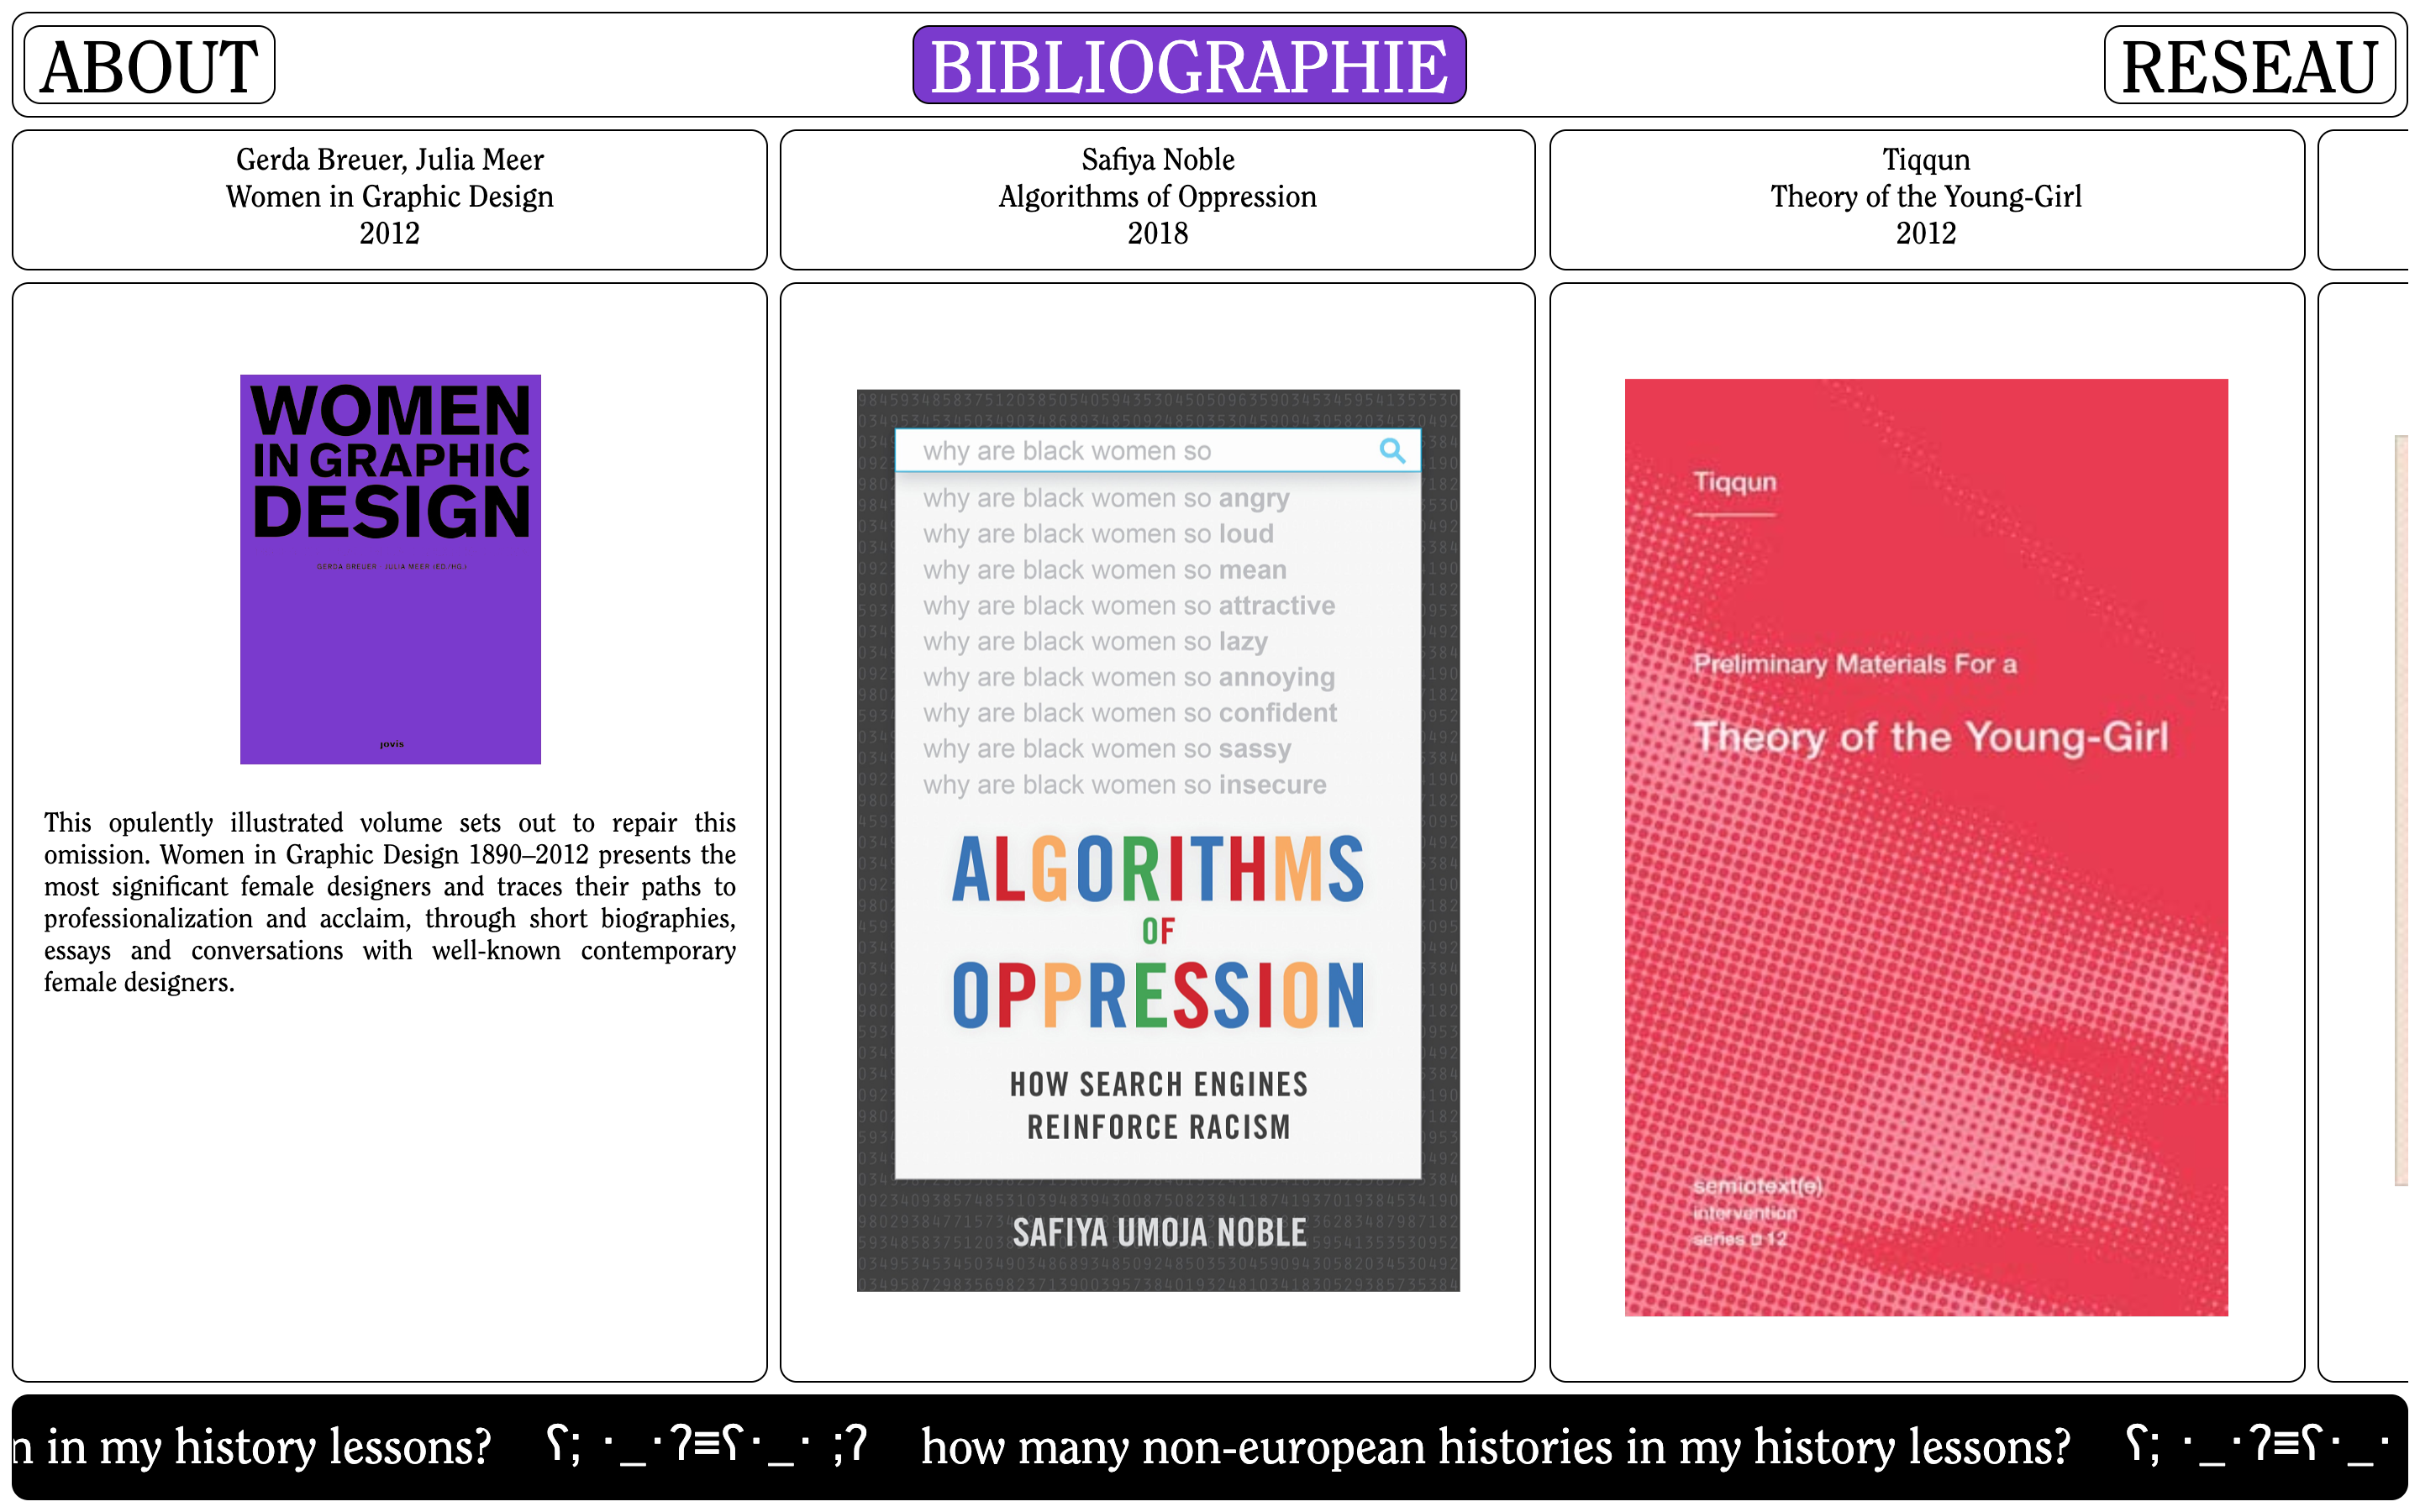 ABOUT
BIBLIOGRAPHIE
RESEAU
Gerda Breuer, Julia Meer
Women in Graphic Design
2012
Safiya Noble
Algorithms of Oppression
2018
Tiqqun
Theory of the Young-Girl
2012
WOMEN
IN GRAPHIC
DESIGN
GERDA BREUER · JULIA MEER (ED./HG.)
jovis
This opulently illustrated volume sets out to repair this
omission. Women in Graphic Design 1890–2012 presents the
most significant female designers and traces their paths to
professionalization and acclaim, through short biographies,
essays and conversations with well-known contemporary
female designers.
why are black women so
why are black women so angry
why are black women so loud
why are black women so mean
why are black women so attractive
why are black women so lazy
why are black women so annoying
why are black women so confident
why are black women so sassy
why are black women so insecure
ALGORITHMS
OF
OPPRESSION
HOW SEARCH ENGINES
REINFORCE RACISM
SAFIYA UMOJA NOBLE
Tiqqun
Preliminary Materials For a
Theory of the Young-Girl
semiotext(e)
intervention
series □ 12
n in my history lessons? ʕ; ·_·ʔ≡ʕ·_· ;ʔ how many non-european histories in my history lessons? ʕ; ·_·ʔ≡ʕ·_·